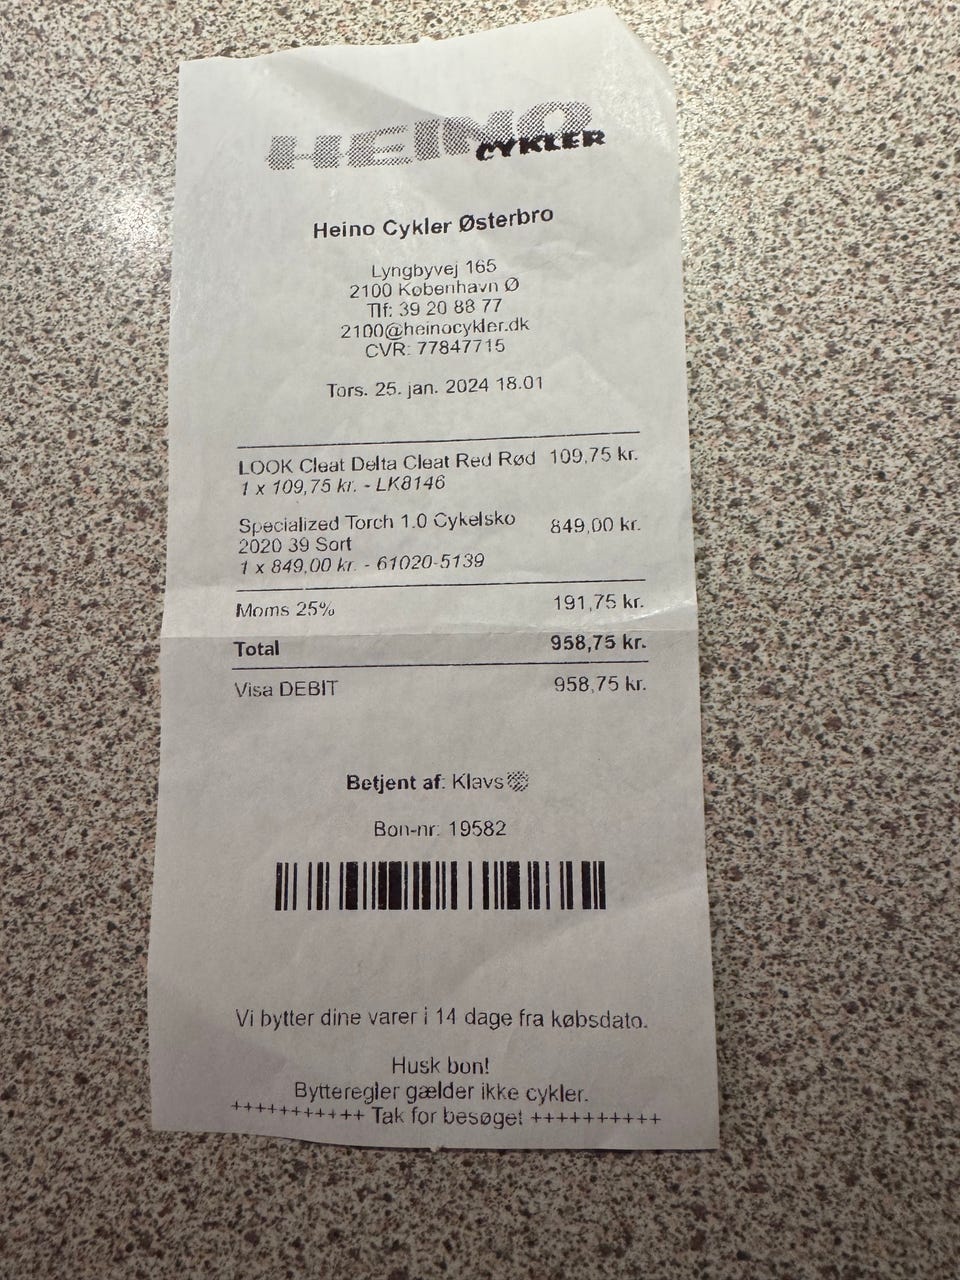 HEINO
CYKLER
Heino Cykler Østerbro
Lyngbyvej 165
2100 København Ø
Tlf: 39 20 88 77
2100@heinocykler.dk
CVR: 77847715
Tors. 25. jan. 2024 18.01
LOOK Cleat Delta Cleat Red Rød 109,75 kr.
1 x 109,75 kr. - LK8146
Specialized Torch 1.0 Cykelsko 849,00 kr.
2020 39 Sort
1 x 849,00 kr. - 61020-5139
Moms 25% 191,75 kr.
Total 958,75 kr.
Visa DEBIT 958,75 kr.
Betjent af: Klavs
Bon-nr: 19582
Vi bytter dine varer i 14 dage fra købsdato.
Husk bon!
Bytteregler gælder ikke cykler.
+++++++++++ Tak for besøget +++++++++++